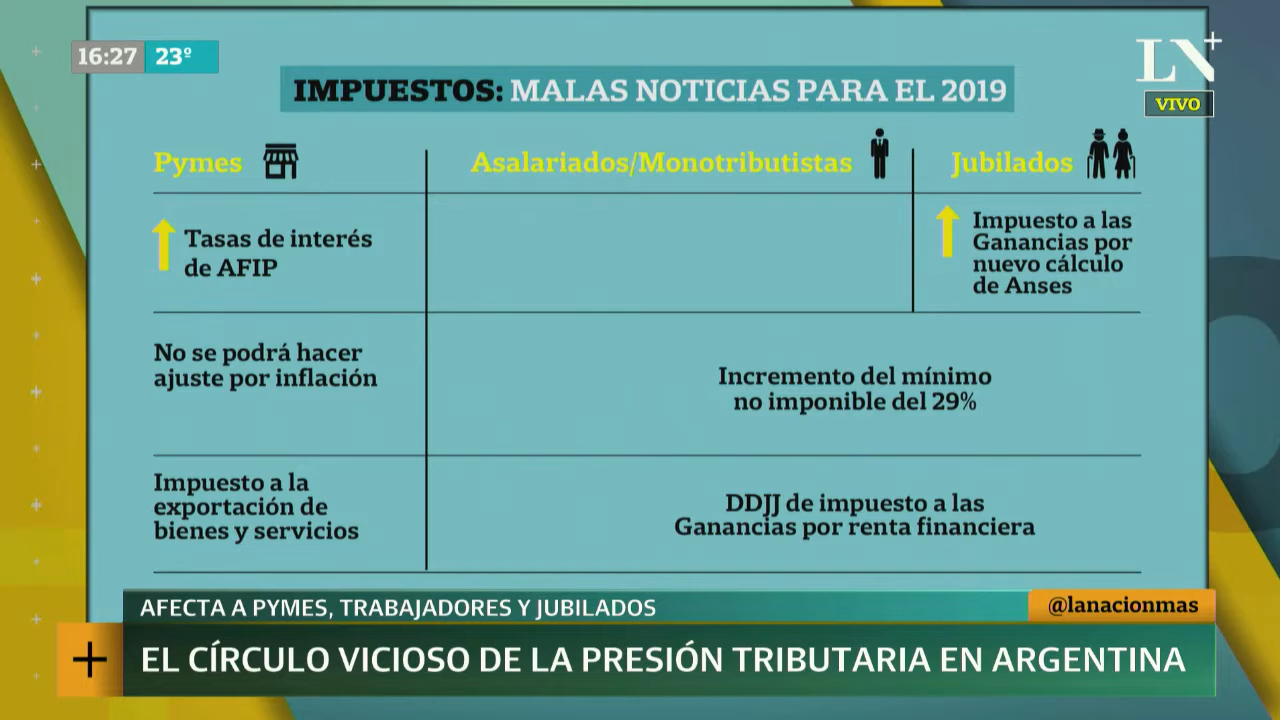 16:27 23º
LN+
VIVO
IMPUESTOS: MALAS NOTICIAS PARA EL 2019
Pymes
Asalariados/Monotributistas
Jubilados
Tasas de interés
de AFIP
Impuesto a las
Ganancias por
nuevo cálculo
de Anses
No se podrá hacer
ajuste por inflación
Incremento del mínimo
no imponible del 29%
Impuesto a la
exportación de
bienes y servicios
DDJJ de impuesto a las
Ganancias por renta financiera
AFECTA A PYMES, TRABAJADORES Y JUBILADOS
@lanacionmas
EL CÍRCULO VICIOSO DE LA PRESIÓN TRIBUTARIA EN ARGENTINA